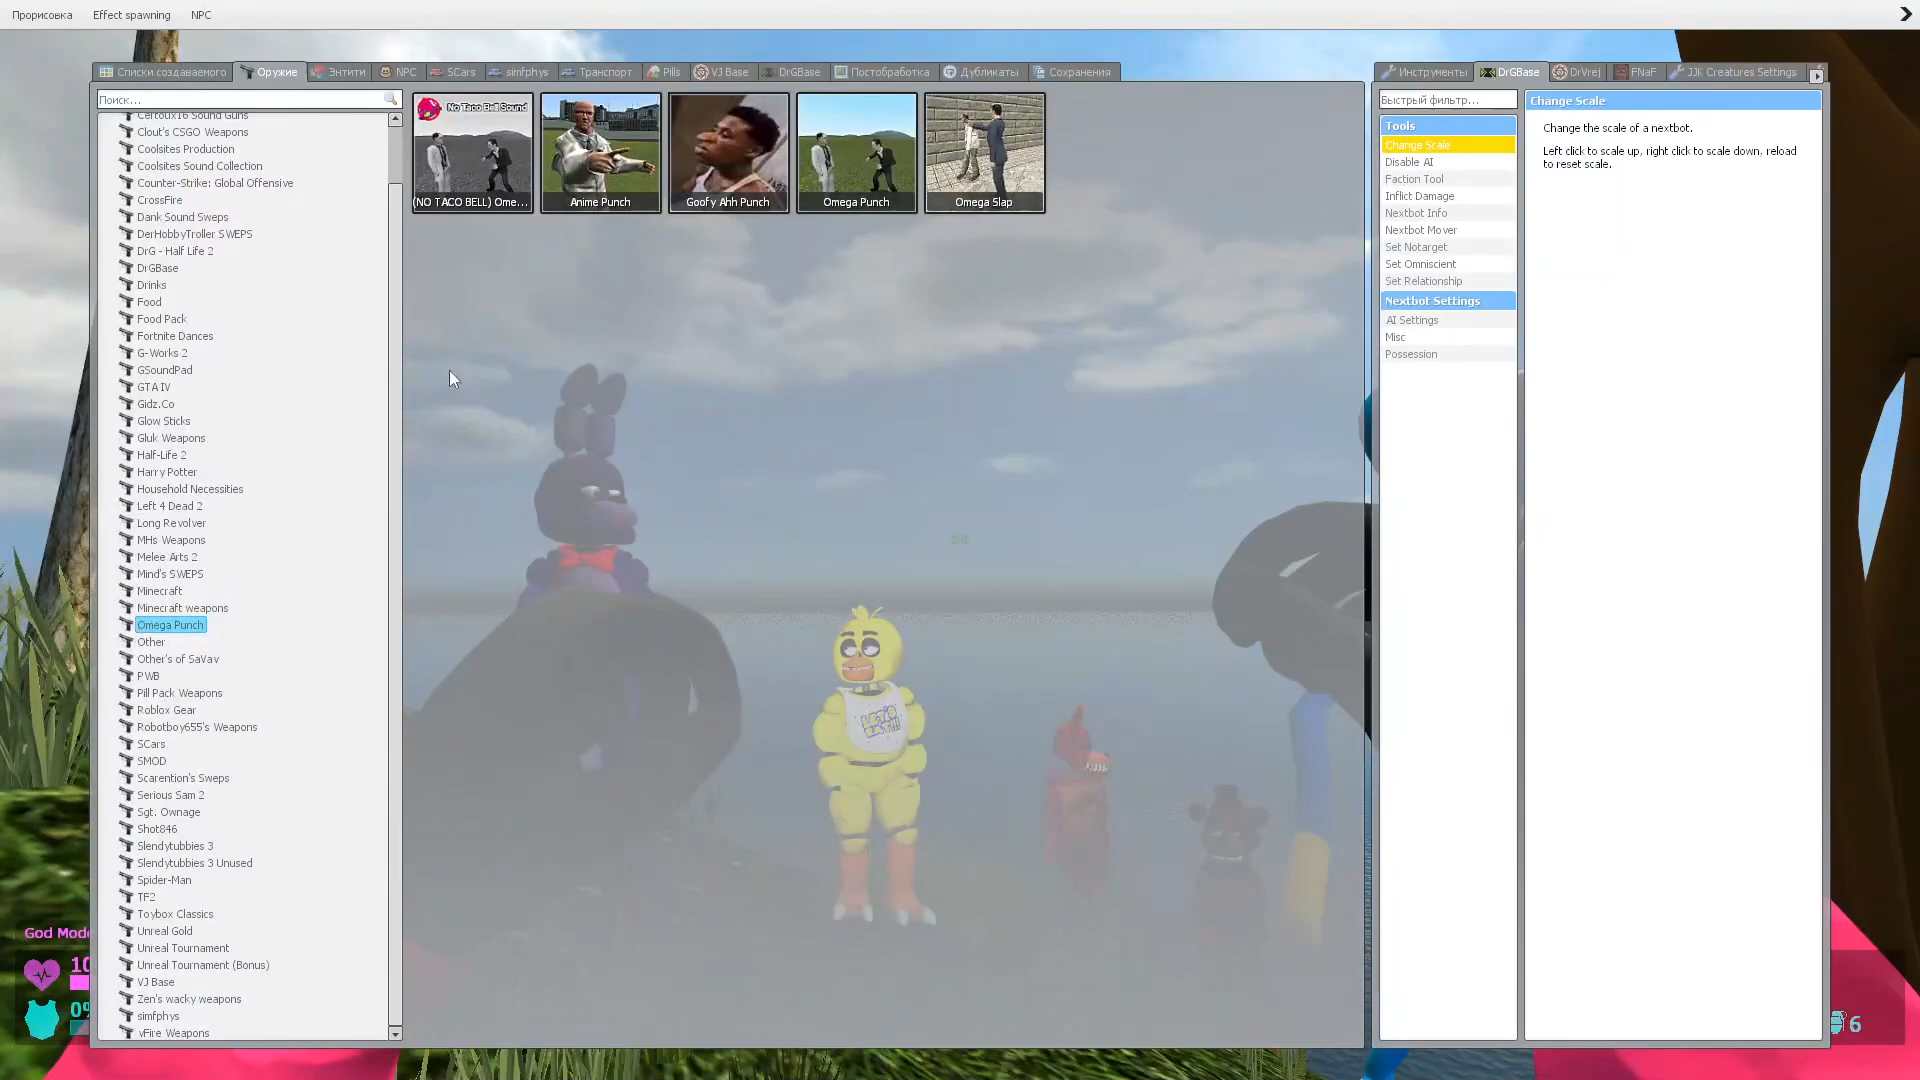 Прорисовка Effect spawning NPC
Списки создаваемого Оружие Энтити NPC SCars simfphys Транспорт Pills VJ Base DrGBase Постобработка Дубликаты Сохранения
Поиск...
Certoux16 Sound Guns
Clout's CSGO Weapons
Coolsites Production
Coolsites Sound Collection
Counter-Strike: Global Offensive
CrossFire
Dank Sound Sweps
DerHobbyTroller SWEPS
DrG - Half Life 2
DrGBase
Drinks
Food
Food Pack
Fortnite Dances
G-Works 2
GSoundPad
GTA IV
Gidz.Co
Glow Sticks
Gluk Weapons
Half-Life 2
Harry Potter
Household Necessities
Left 4 Dead 2
Long Revolver
MHs Weapons
Melee Arts 2
Mind's SWEPS
Minecraft
Minecraft weapons
Omega Punch
Other
Other's of SaVav
PWB
Pill Pack Weapons
Roblox Gear
Robotboy655's Weapons
SCars
SMOD
Scarention's Sweps
Serious Sam 2
Sgt. Ownage
Shot846
Slendytubbies 3
Slendytubbies 3 Unused
Spider-Man
TF2
Toybox Classics
Unreal Gold
Unreal Tournament
Unreal Tournament (Bonus)
VJ Base
Zen's wacky weapons
simfphys
vFire Weapons
No Taco Bell Sound
(NO TACO BELL) Ome...
Anime Punch
Goofy Ahh Punch
Omega Punch
Omega Slap
LET'S EAT!!!
Инструменты DrGBase DrVrej FNaF JJK Creatures Settings
Быстрый фильтр...
Tools
Change Scale
Disable AI
Faction Tool
Inflict Damage
Nextbot Info
Nextbot Mover
Set Notarget
Set Omniscient
Set Relationship
Nextbot Settings
AI Settings
Misc
Possession
Change Scale
Change the scale of a nextbot.
Left click to scale up, right click to scale down, reload
to reset scale.
God Mode
10
0%
6